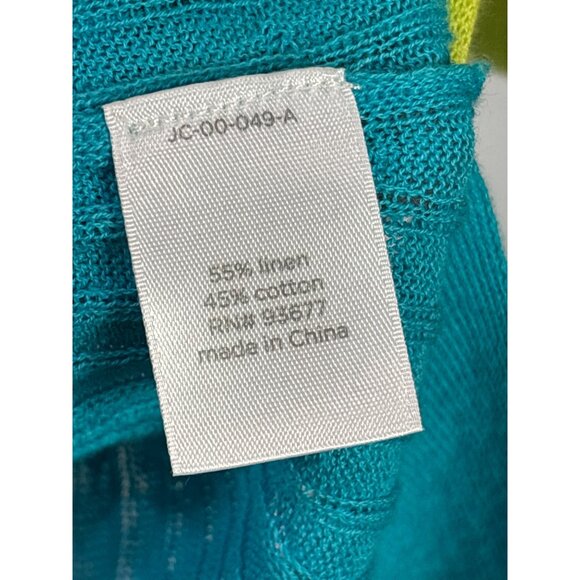 JC-00-049-A
55% linen
45% cotton
RN# 93677
made in China